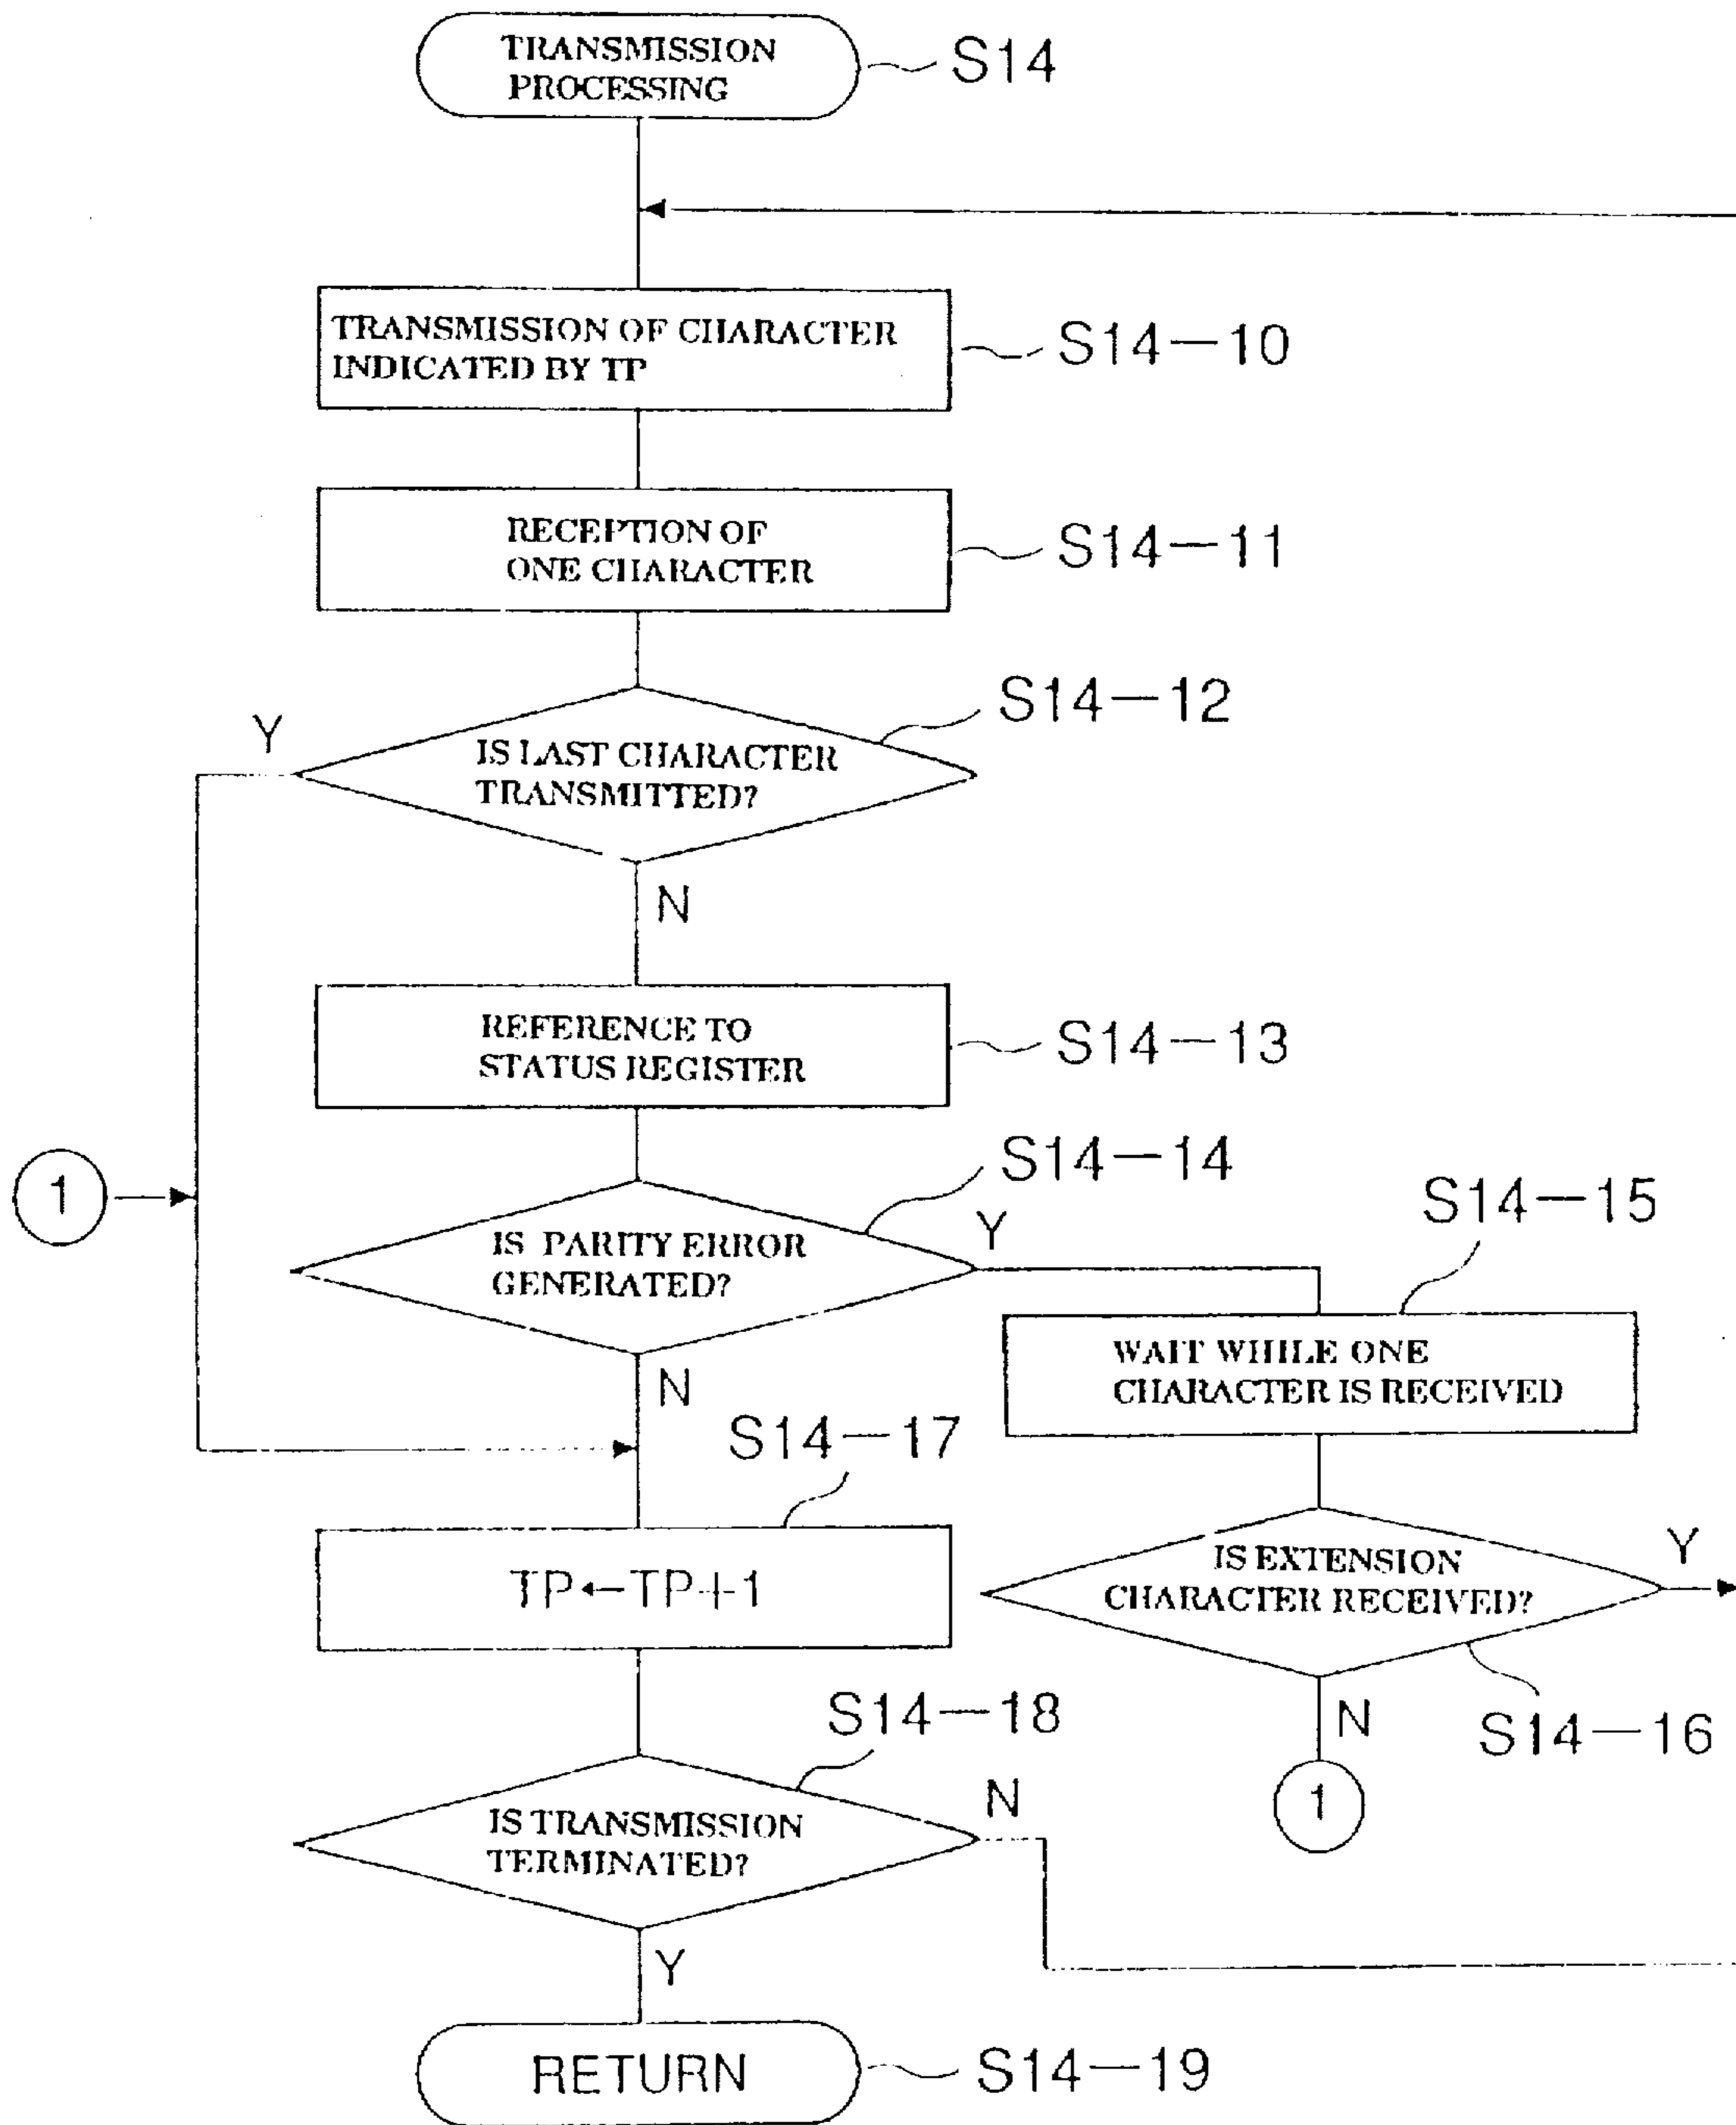 TRANSMISSION
PROCESSING
S14
TRANSMISSION OF CHARACTER
INDICATED BY TP
S14-10
RECEPTION OF
ONE CHARACTER
S14-11
S14-12
Y
IS LAST CHARACTER
TRANSMITTED?
N
REFERENCE TO
STATUS REGISTER
S14-13
1
S14-14
Y
IS PARITY ERROR
GENERATED?
N
S14-15
WAIT WHILE ONE
CHARACTER IS RECEIVED
S14-17
TP←TP+1
IS EXTENSION
CHARACTER RECEIVED?
Y
N
S14-16
1
S14-18
N
IS TRANSMISSION
TERMINATED?
Y
RETURN
S14-19